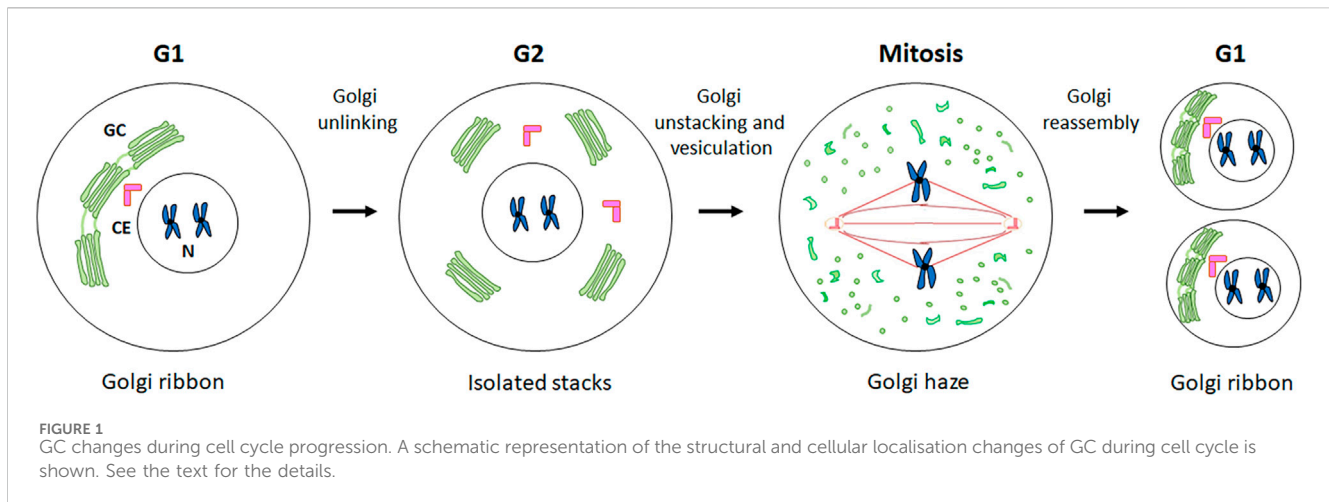 G1
G2
Mitosis
G1
Golgi
unlinking
Golgi
unstacking and
vesiculation
Golgi
reassembly
GC
CE
N
Golgi ribbon
Isolated stacks
Golgi haze
Golgi ribbon
FIGURE 1
GC changes during cell cycle progression. A schematic representation of the structural and cellular localisation changes of GC during cell cycle is
shown. See the text for the details.